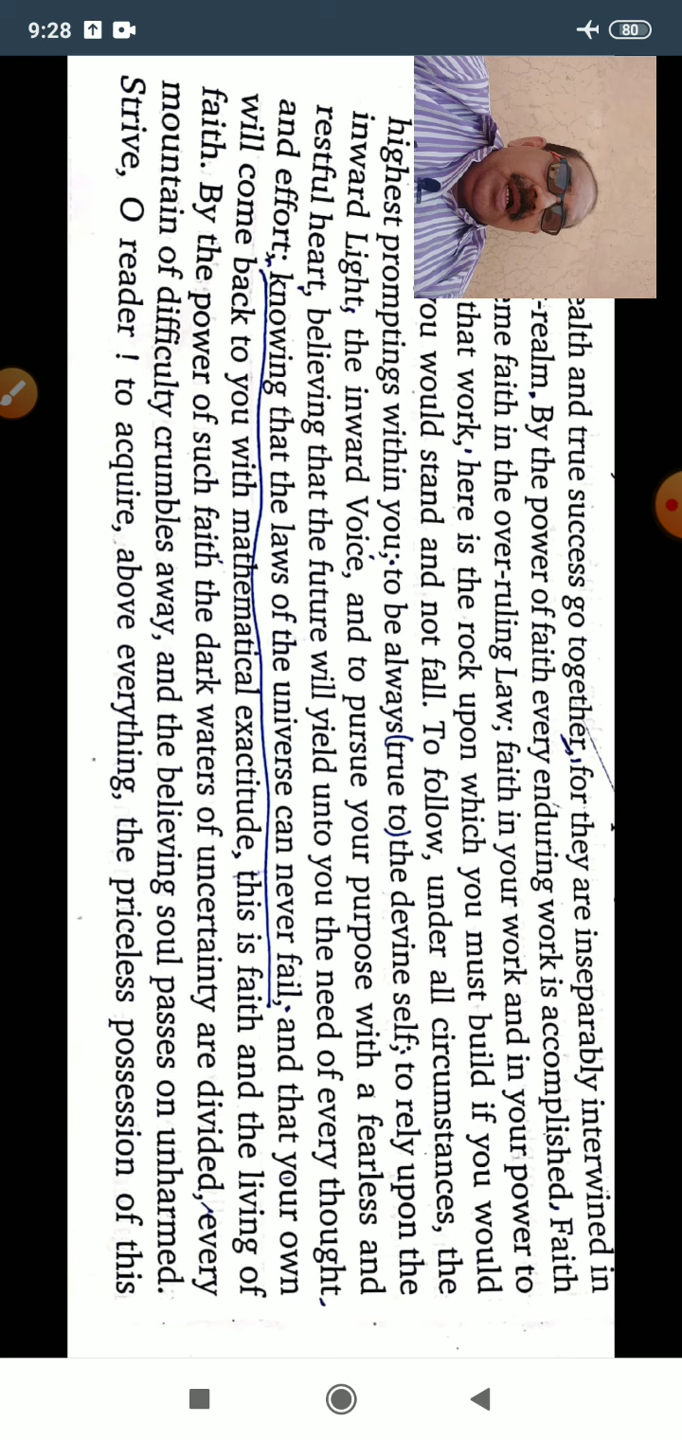 9:28
80
ealth and true success go together, for they are inseparably interwined in
-realm. By the power of faith every enduring work is accomplished. Faith
me faith in the over-ruling Law; faith in your work and in your power to
that work, here is the rock upon which you must build if you would
ou would stand and not fall. To follow, under all circumstances, the
highest promptings within you; to be always (true to) the devine self; to rely upon the
inward Light, the inward Voice, and to pursue your purpose with a fearless and
restful heart, believing that the future will yield unto you the need of every thought,
and effort; knowing that the laws of the universe can never fail, and that your own
will come back to you with mathematical exactitude, this is faith and the living of
faith. By the power of such faith the dark waters of uncertainty are divided, every
mountain of difficulty crumbles away, and the believing soul passes on unharmed.
Strive, O reader ! to acquire, above everything, the priceless possession of this